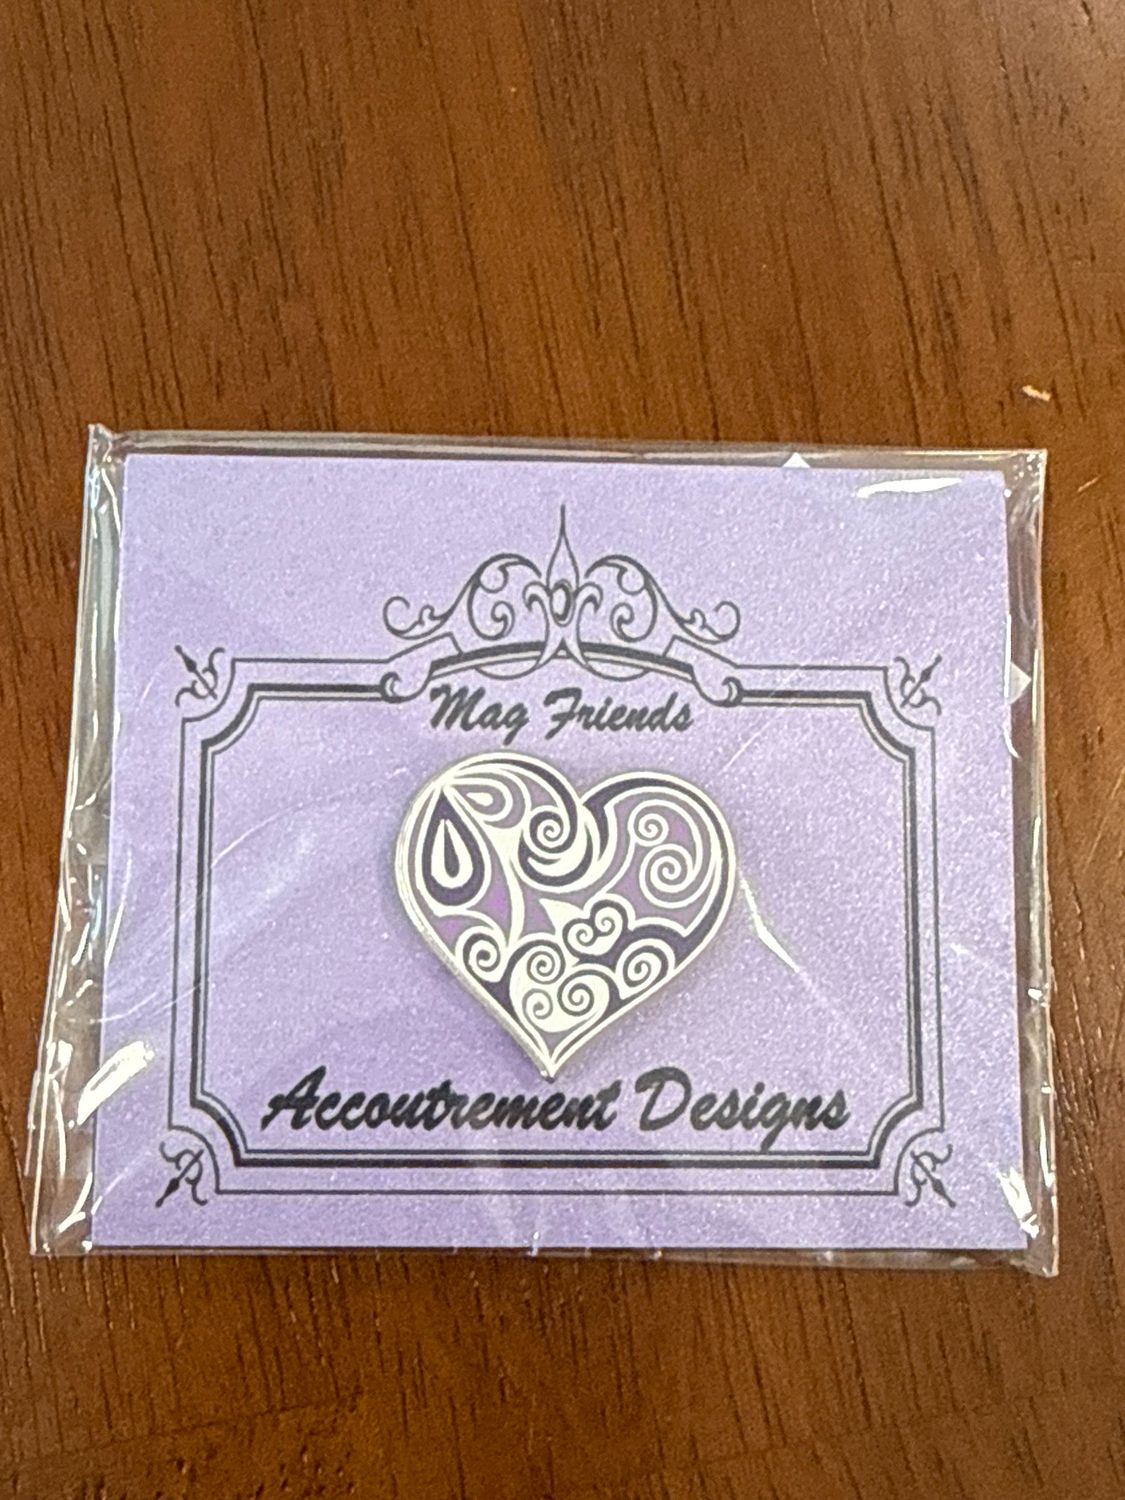 Mag Friends
Accoutrement Designs